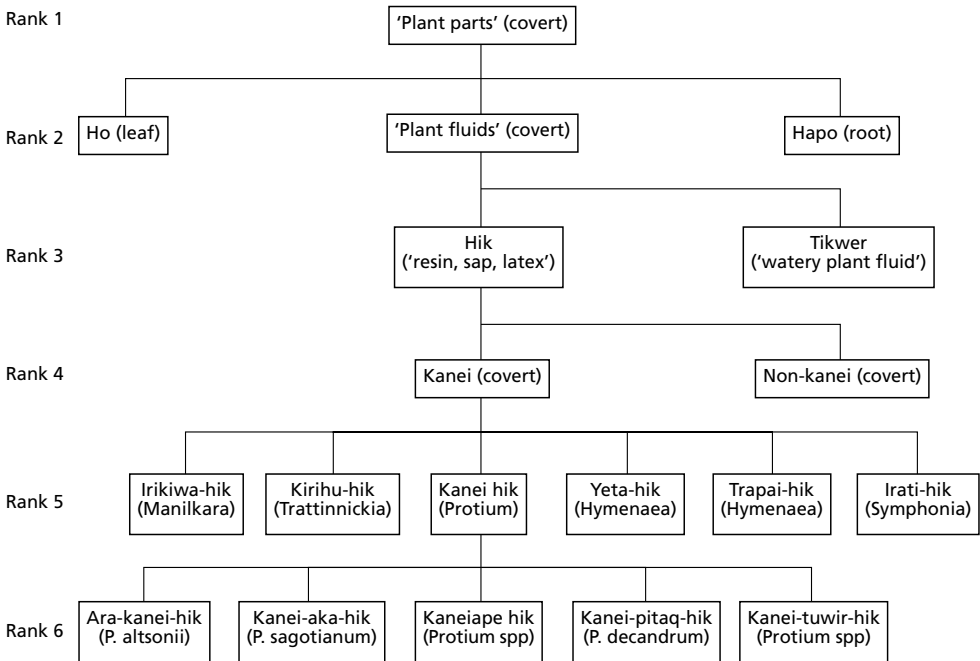 Rank 1
'Plant parts' (covert)
Rank 2
Ho (leaf)
'Plant fluids' (covert)
Hapo (root)
Rank 3
Hik
('resin, sap, latex')
Tikwer
('watery plant fluid')
Rank 4
Kanei (covert)
Non-kanei (covert)
Rank 5
Irikiwa-hik
(Manilkara)
Kirihu-hik
(Trattinnickia)
Kanei hik
(Protium)
Yeta-hik
(Hymenaea)
Trapai-hik
(Hymenaea)
Irati-hik
(Symphonia)
Rank 6
Ara-kanei-hik
(P. altsonii)
Kanei-aka-hik
(P. sagotianum)
Kaneiape hik
(Protium spp)
Kanei-pitaq-hik
(P. decandrum)
Kanei-tuwir-hik
(Protium spp)